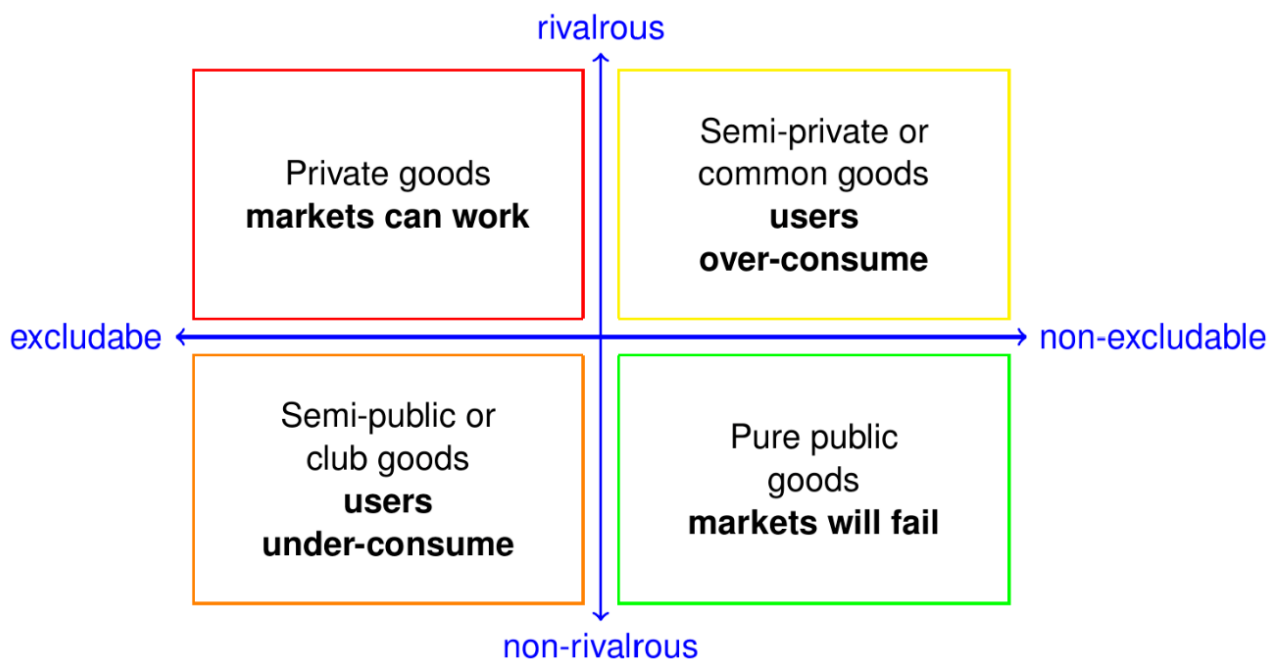 rivalrous
Private goods
markets can work
Semi-private or
common goods
users
over-consume
excludabe
non-excludable
Semi-public or
club goods
users
under-consume
Pure public
goods
markets will fail
non-rivalrous